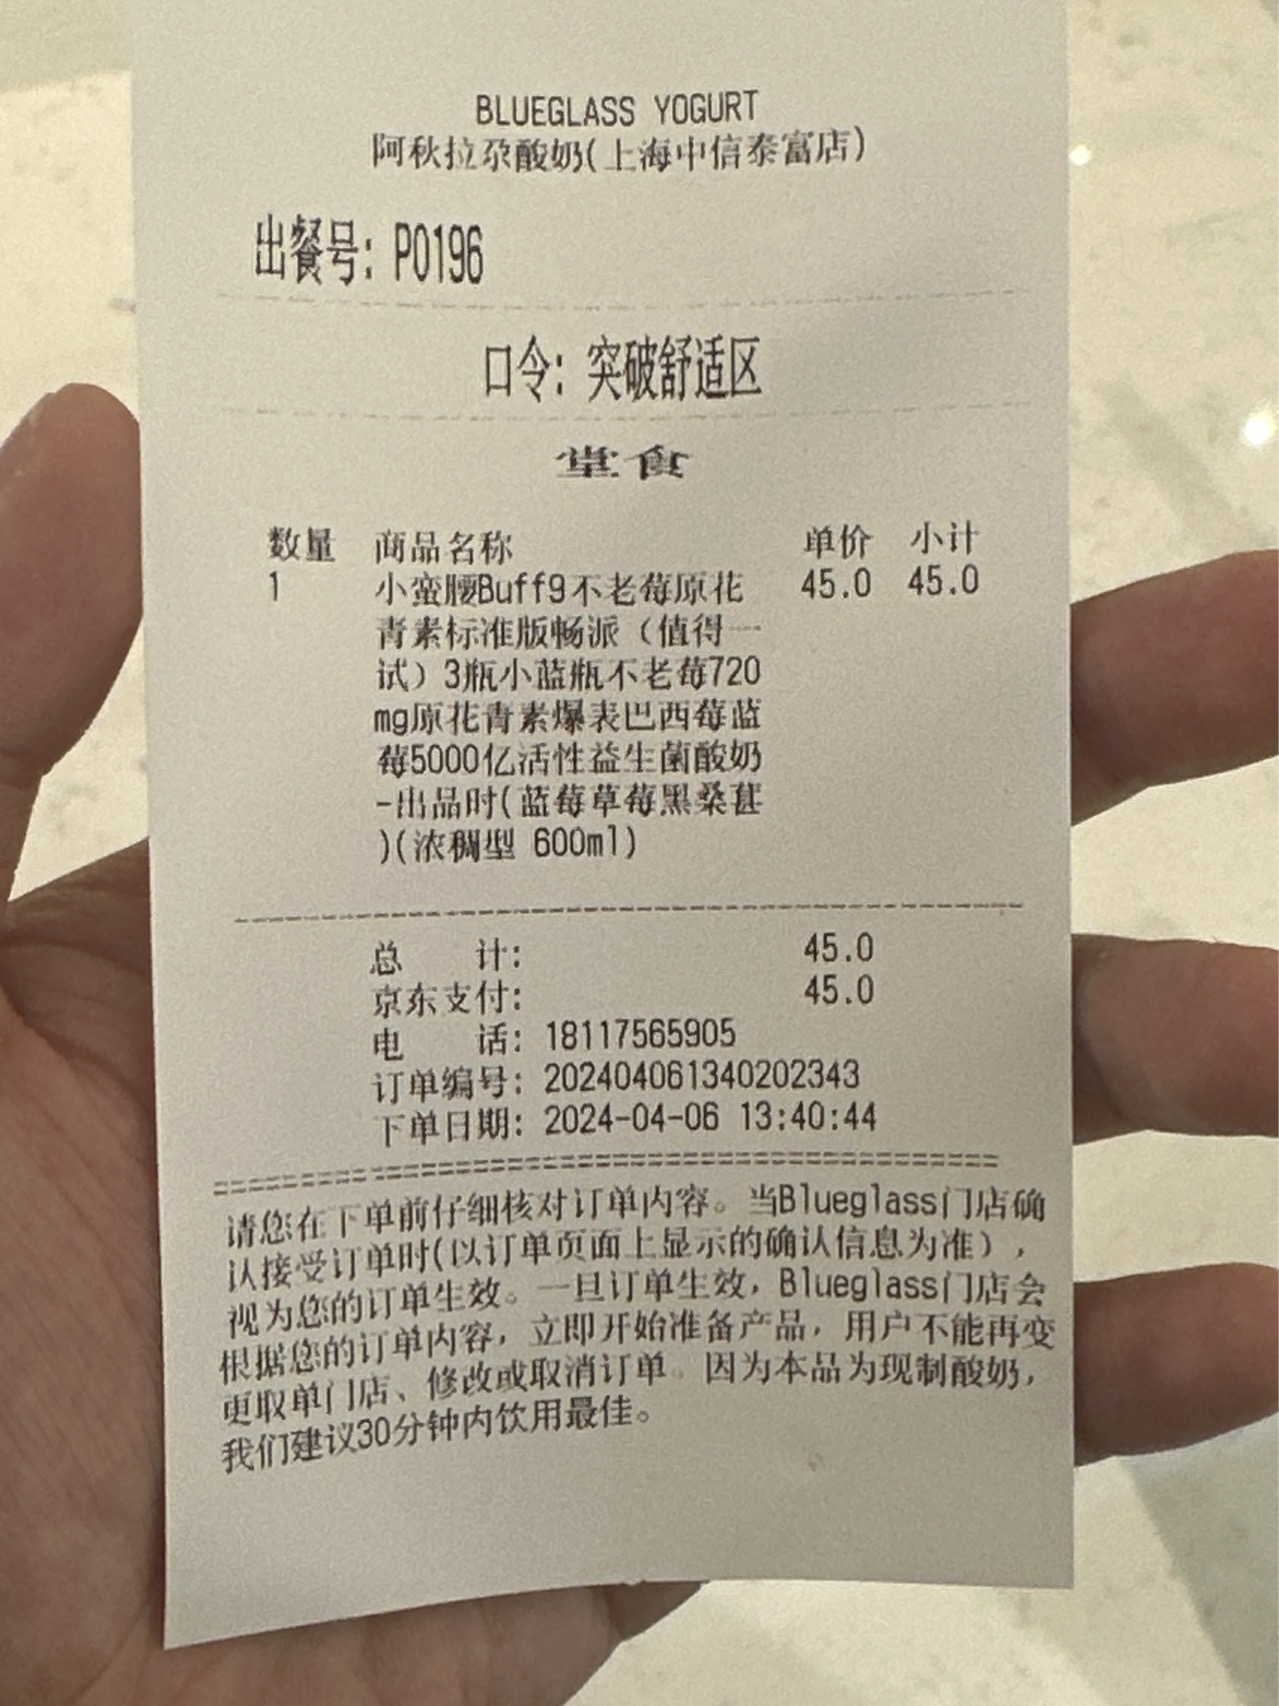 BLUEGLASS YOGURT
阿秋拉尕酸奶(上海中信泰富店)
出餐号: P0196
口令: 突破舒适区
堂食
数量 商品名称 单价 小计
1 小蛮腰Buff9不老莓原花 45.0 45.0
青素标准版畅派（值得一
试）3瓶小蓝瓶不老莓720
mg原花青素爆表巴西莓蓝
莓5000亿活性益生菌酸奶
-出品时(蓝莓草莓黑桑葚
)(浓稠型 600ml)
总 计: 45.0
京东支付: 45.0
电 话: 18117565905
订单编号: 202404061340202343
下单日期: 2024-04-06 13:40:44
请您在下单前仔细核对订单内容。当Blueglass门店确
认接受订单时(以订单页面上显示的确认信息为准)，
视为您的订单生效。一旦订单生效，Blueglass门店会
根据您的订单内容，立即开始准备产品，用户不能再变
更取单门店、修改或取消订单。因为本品为现制酸奶，
我们建议30分钟内饮用最佳。